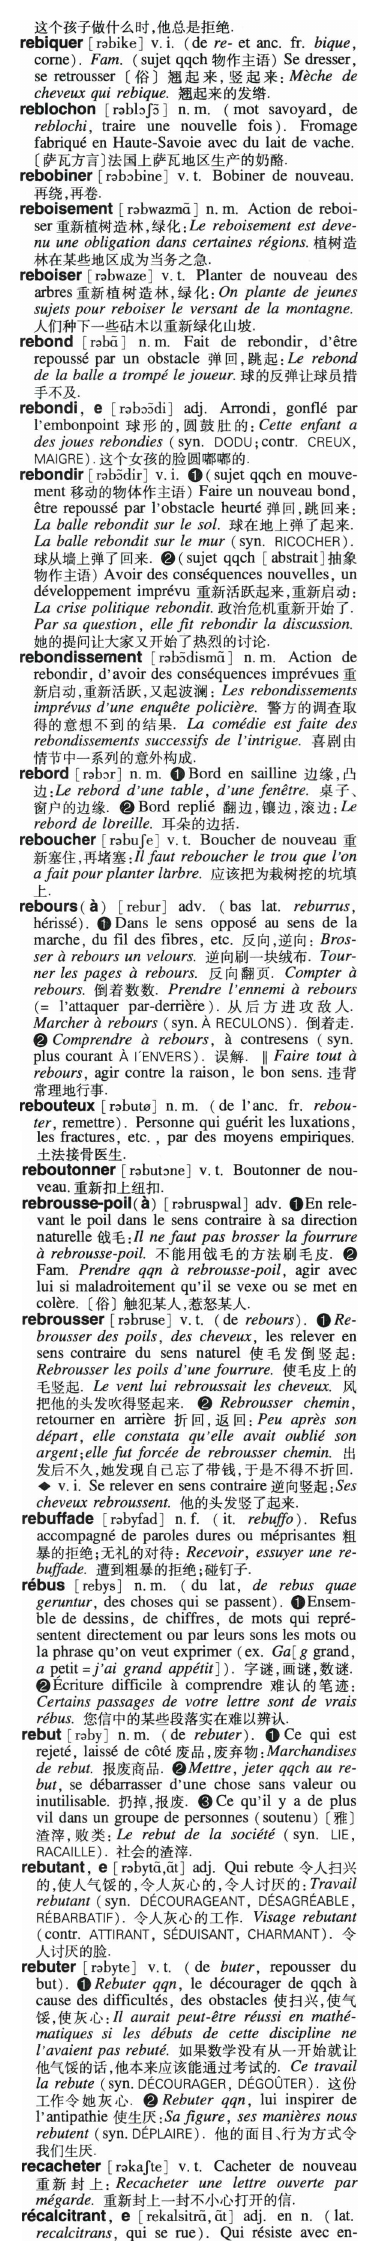 这个孩子做什么时,他总是拒绝.
rebiquer [rəbike] v. i. (de re- et anc. fr. bique,
corne). Fam. (sujet qqch 物作主语) Se dresser,
se retrousser 〔俗〕翘起来,竖起来: Mèche de
cheveux qui rebique. 翘起来的发绺.
reblochon [rəblɔʃɔ̃] n. m. (mot savoyard, de
reblochi, traire une nouvelle fois). Fromage
fabriqué en Haute-Savoie avec du lait de vache.
〔萨瓦方言〕法国上萨瓦地区生产的奶酪.
rebobiner [rəbɔbine] v. t. Bobiner de nouveau.
再绕,再卷.
reboisement [rəbwazmɑ̃] n. m. Action de reboi-
ser 重新植树造林,绿化: Le reboisement est deve-
nu une obligation dans certaines régions. 植树造
林在某些地区成为当务之急.
reboiser [rəbwaze] v. t. Planter de nouveau des
arbres 重新植树造林,绿化: On plante de jeunes
sujets pour reboiser le versant de la montagne.
人们种下一些砧木以重新绿化山坡.
rebond [rəbɑ̃] n. m. Fait de rebondir, d'être
repoussé par un obstacle 弹回,跳起: Le rebond
de la balle a trompé le joueur. 球的反弹让球员措
手不及.
rebondi, e [rəbɔ̃di] adj. Arrondi, gonflé par
l'embonpoint 球形的,圆鼓肚的: Cette enfant a
des joues rebondies (syn. DODU; contr. CREUX,
MAIGRE). 这个女孩的脸圆嘟嘟的.
rebondir [rəbɔ̃dir] v. i. ❶ (sujet qqch en mouve-
ment 移动的物体作主语) Faire un nouveau bond,
être repoussé par l'obstacle heurté 弹回,跳回来:
La balle rebondit sur le sol. 球在地上弹了起来.
La balle rebondit sur le mur (syn. RICOCHER).
球从墙上弹了回来. ❷ (sujet qqch [abstrait]抽象
物作主语) Avoir des conséquences nouvelles, un
développement imprévu 重新活跃起来,重新启动:
La crise politique rebondit. 政治危机重新开始了.
Par sa question, elle fit rebondir la discussion.
她的提问让大家又开始了热烈的讨论.
rebondissement [rəbɔ̃dismɑ̃] n. m. Action de
rebondir, d'avoir des conséquences imprévues 重
新启动,重新活跃,又起波澜: Les rebondissements
imprévus d'une enquête policière. 警方的调查取
得的意想不到的结果. La comédie est faite des
rebondissements successifs de l'intrigue. 喜剧由
情节中一系列的意外构成.
rebord [rəbɔr] n. m. ❶ Bord en sailline 边缘,凸
边: Le rebord d'une table, d'une fenêtre. 桌子、
窗户的边缘. ❷ Bord replié 翻边,镶边,滚边: Le
rebord de l'oreille. 耳朵的边括.
reboucher [rəbuʃe] v. t. Boucher de nouveau 重
新塞住,再堵塞: Il faut reboucher le trou que l'on
a fait pour planter l'arbre. 应该把为栽树挖的坑填
上.
rebours(à) [rebur] adv. (bas lat. reburrus,
hérissé). ❶ Dans le sens opposé au sens de la
marche, du fil des fibres, etc. 反向,逆向: Bros-
ser à rebours un velours. 逆向刷一块绒布. Tour-
ner les pages à rebours. 反向翻页. Compter à
rebours. 倒着数数. Prendre l'ennemi à rebours
(= l'attaquer par-derrière). 从后方进攻敌人.
Marcher à rebours (syn. À RECULONS). 倒着走.
❷ Comprendre à rebours, à contresens (syn.
plus courant À l'ENVERS). 误解. ‖ Faire tout à
rebours, agir contre la raison, le bon sens. 违背
常理地行事.
rebouteux [rəbutø] n. m. (de l'anc. fr. rebou-
ter, remettre). Personne qui guérit les luxations,
les fractures, etc., par des moyens empiriques.
土法接骨医生.
reboutonner [rəbutɔne] v. t. Boutonner de nou-
veau. 重新扣上纽扣.
rebrousse-poil(à) [rəbruspwal] adv. ❶ En rele-
vant le poil dans le sens contraire à sa direction
naturelle 戗毛: Il ne faut pas brosser la fourrure
à rebrousse-poil. 不能用戗毛的方法刷毛皮. ❷
Fam. Prendre qqn à rebrousse-poil, agir avec
lui si maladroitement qu'il se vexe ou se met en
colère. 〔俗〕触犯某人,惹怒某人.
rebrousser [rəbruse] v. t. (de rebours). ❶ Re-
brousser des poils, des cheveux, les relever en
sens contraire du sens naturel 使毛发倒竖起:
Rebrousser les poils d'une fourrure. 使毛皮上的
毛竖起. Le vent lui rebroussait les cheveux. 风
把他的头发吹得竖起来. ❷ Rebrousser chemin,
retourner en arrière 折回,返回: Peu après son
départ, elle constata qu'elle avait oublié son
argent; elle fut forcée de rebrousser chemin. 出
发后不久,她发现自己忘了带钱,于是不得不折回.
◆ v. i. Se relever en sens contraire 逆向竖起: Ses
cheveux rebroussent. 他的头发竖了起来.
rebuffade [rəbyfad] n. f. (it. rebuffo). Refus
accompagné de paroles dures ou méprisantes 粗
暴的拒绝;无礼的对待: Recevoir, essuyer une re-
buffade. 遭到粗暴的拒绝;碰钉子.
rébus [rebys] n. m. (du lat, de rebus quae
geruntur, des choses qui se passent). ❶ Ensem-
ble de dessins, de chiffres, de mots qui repré-
sentent directement ou par leurs sons les mots ou
la phrase qu'on veut exprimer (ex. Ga[g grand,
a petit = j'ai grand appétit]). 字谜,画谜,数谜.
❷ Écriture difficile à comprendre 难认的笔迹:
Certains passages de votre lettre sont de vrais
rébus. 您信中的某些段落实在难以辨认.
rebut [rəby] n. m. (de rebuter). ❶ Ce qui est
rejeté, laissé de côté 废品,废弃物: Marchandises
de rebut. 报废商品. ❷ Mettre, jeter qqch au re-
but, se débarrasser d'une chose sans valeur ou
inutilisable. 扔掉,报废. ❸ Ce qu'il y a de plus
vil dans un groupe de personnes (soutenu) 〔雅〕
渣滓,败类: Le rebut de la société (syn. LIE,
RACAILLE). 社会的渣滓.
rebutant, e [rəbytɑ̃,ɑ̃t] adj. Qui rebute 令人扫兴
的,使人气馁的,令人灰心的,令人讨厌的: Travail
rebutant (syn. DÉCOURAGEANT, DÉSAGRÉABLE,
RÉBARBATIF). 令人灰心的工作. Visage rebutant
(contr. ATTIRANT, SÉDUISANT, CHARMANT). 令
人讨厌的脸.
rebuter [rəbyte] v. t. (de buter, repousser du
but). ❶ Rebuter qqn, le décourager de qqch à
cause des difficultés, des obstacles 使扫兴,使气
馁,使灰心: Il aurait peut-être réussi en mathé-
matiques si les débuts de cette discipline ne
l'avaient pas rebuté. 如果数学没有从一开始就让
他气馁的话,他本来应该能通过考试的. Ce travail
la rebute (syn. DÉCOURAGER, DÉGOÛTER). 这份
工作令她灰心. ❷ Rebuter qqn, lui inspirer de
l'antipathie 使生厌: Sa figure, ses manières nous
rebutent (syn. DÉPLAIRE). 他的面目、行为方式令
我们生厌.
recacheter [rəkaʃte] v. t. Cacheter de nouveau
重新封上: Recacheter une lettre ouverte par
mégarde. 重新封上一封不小心打开的信.
récalcitrant, e [rekalsitrɑ̃,ɑ̃t] adj. en n. (lat.
recalcitrans, qui se rue). Qui résiste avec en-